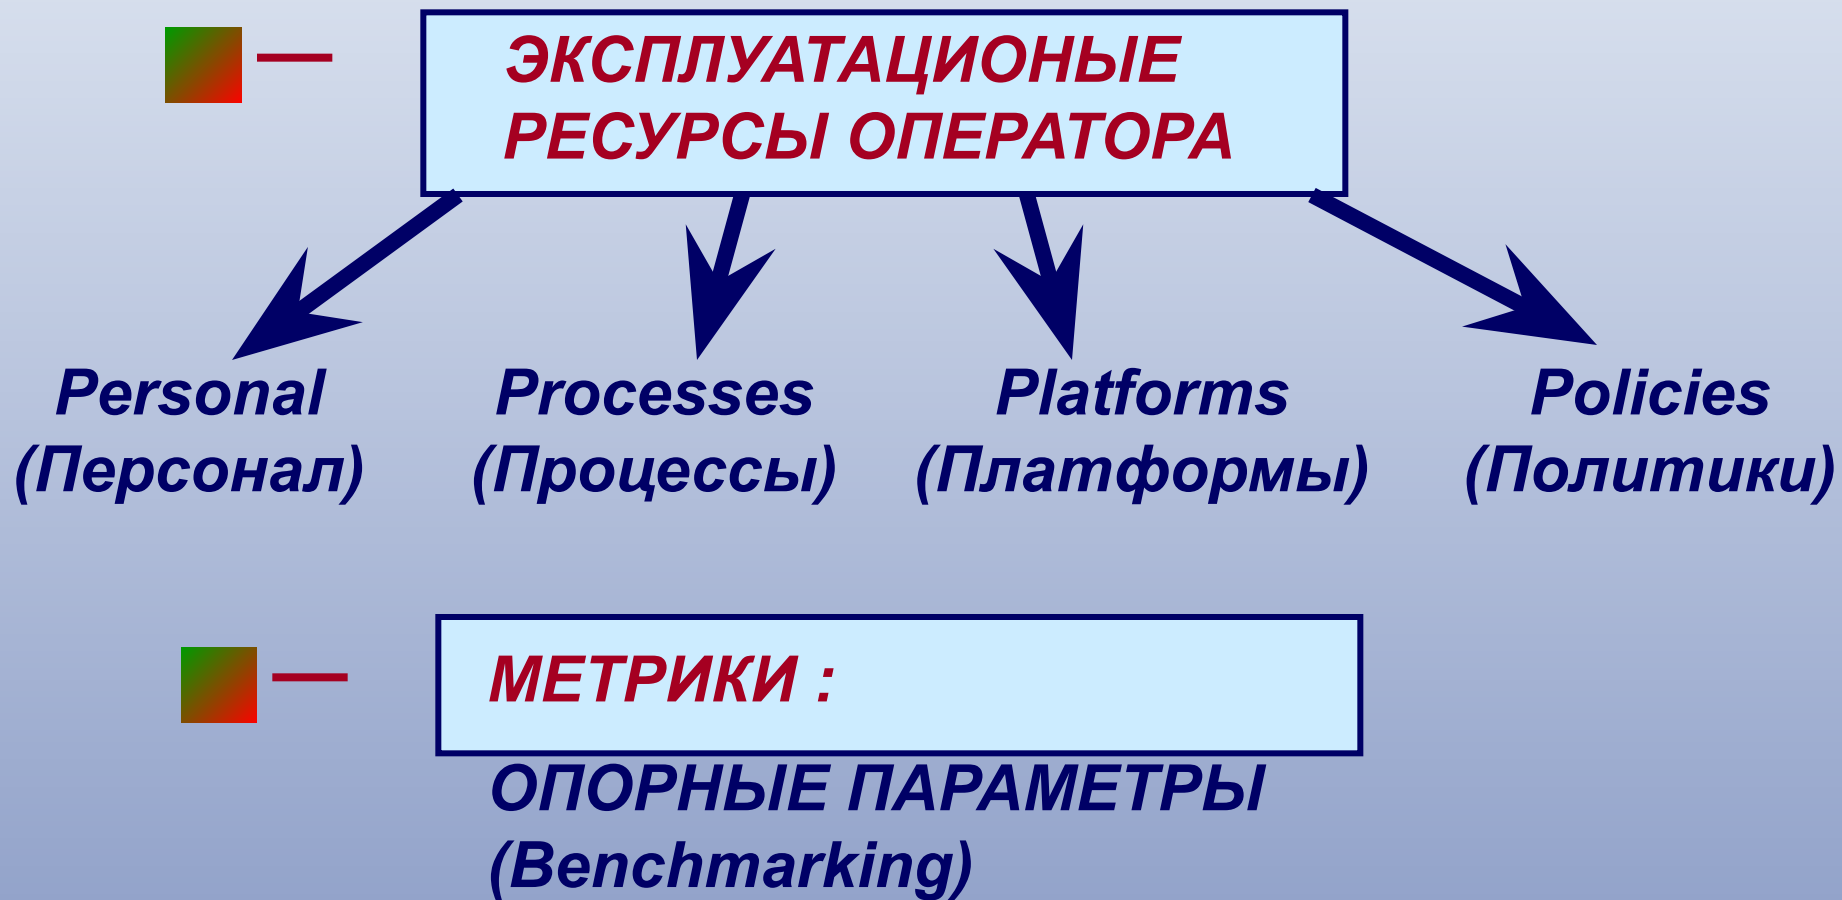 — ЭКСПЛУАТАЦИОНЫЕ
РЕСУРСЫ ОПЕРАТОРА
Personal Processes Platforms Policies
(Персонал) (Процессы) (Платформы) (Политики)
— МЕТРИКИ :
ОПОРНЫЕ ПАРАМЕТРЫ
(Benchmarking)